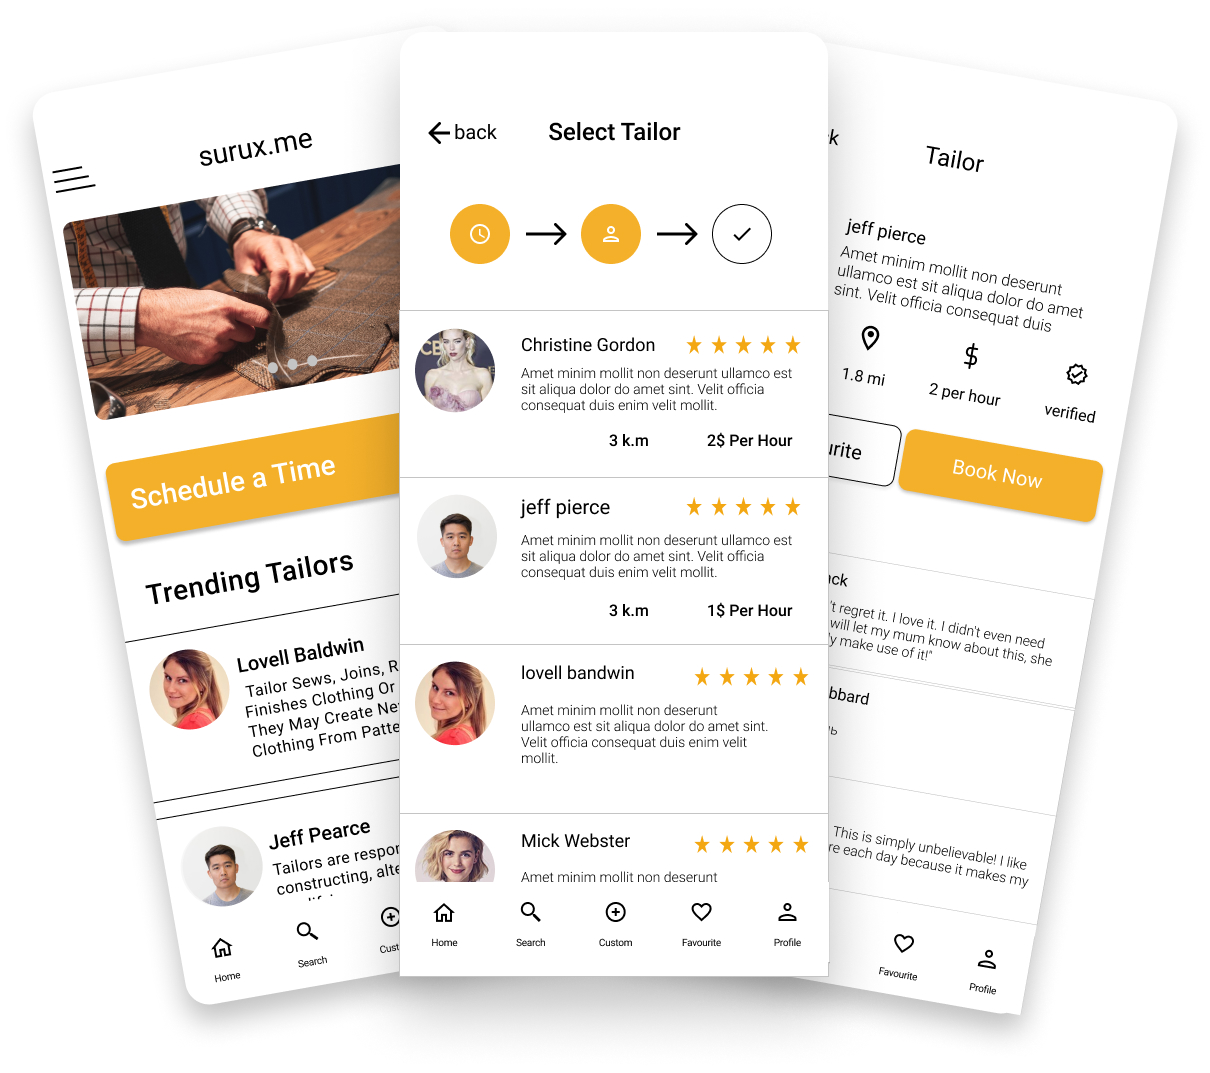 surux.me
Schedule a Time
Trending Tailors
Lovell Baldwin
Tailor Sews, Joins, R
Finishes Clothing Or
They May Create Ne
Clothing From Patte
Jeff Pearce
Tailors are respor
constructing, alte
Home
Search
Cust
back
Select Tailor
Christine Gordon
Amet minim mollit non deserunt ullamco est
sit aliqua dolor do amet sint. Velit officia
consequat duis enim velit mollit.
3 k.m 2$ Per Hour
jeff pierce
Amet minim mollit non deserunt ullamco est
sit aliqua dolor do amet sint. Velit officia
consequat duis enim velit mollit.
3 k.m 1$ Per Hour
lovell bandwin
Amet minim mollit non deserunt
ullamco est sit aliqua dolor do amet sint.
Velit officia consequat duis enim velit
mollit.
Mick Webster
Amet minim mollit non deserunt
Home Search Custom Favourite Profile
k
Tailor
jeff pierce
Amet minim mollit non deserunt
ullamco est sit aliqua dolor do amet
sint. Velit officia consequat duis
1.8 mi
2 per hour
verified
urite
Book Now
ck
't regret it. I love it. I didn't even need
will let my mum know about this, she
y make use of it!"
bbard
This is simply unbelievable! I like
re each day because it makes my
Favourite
Profile